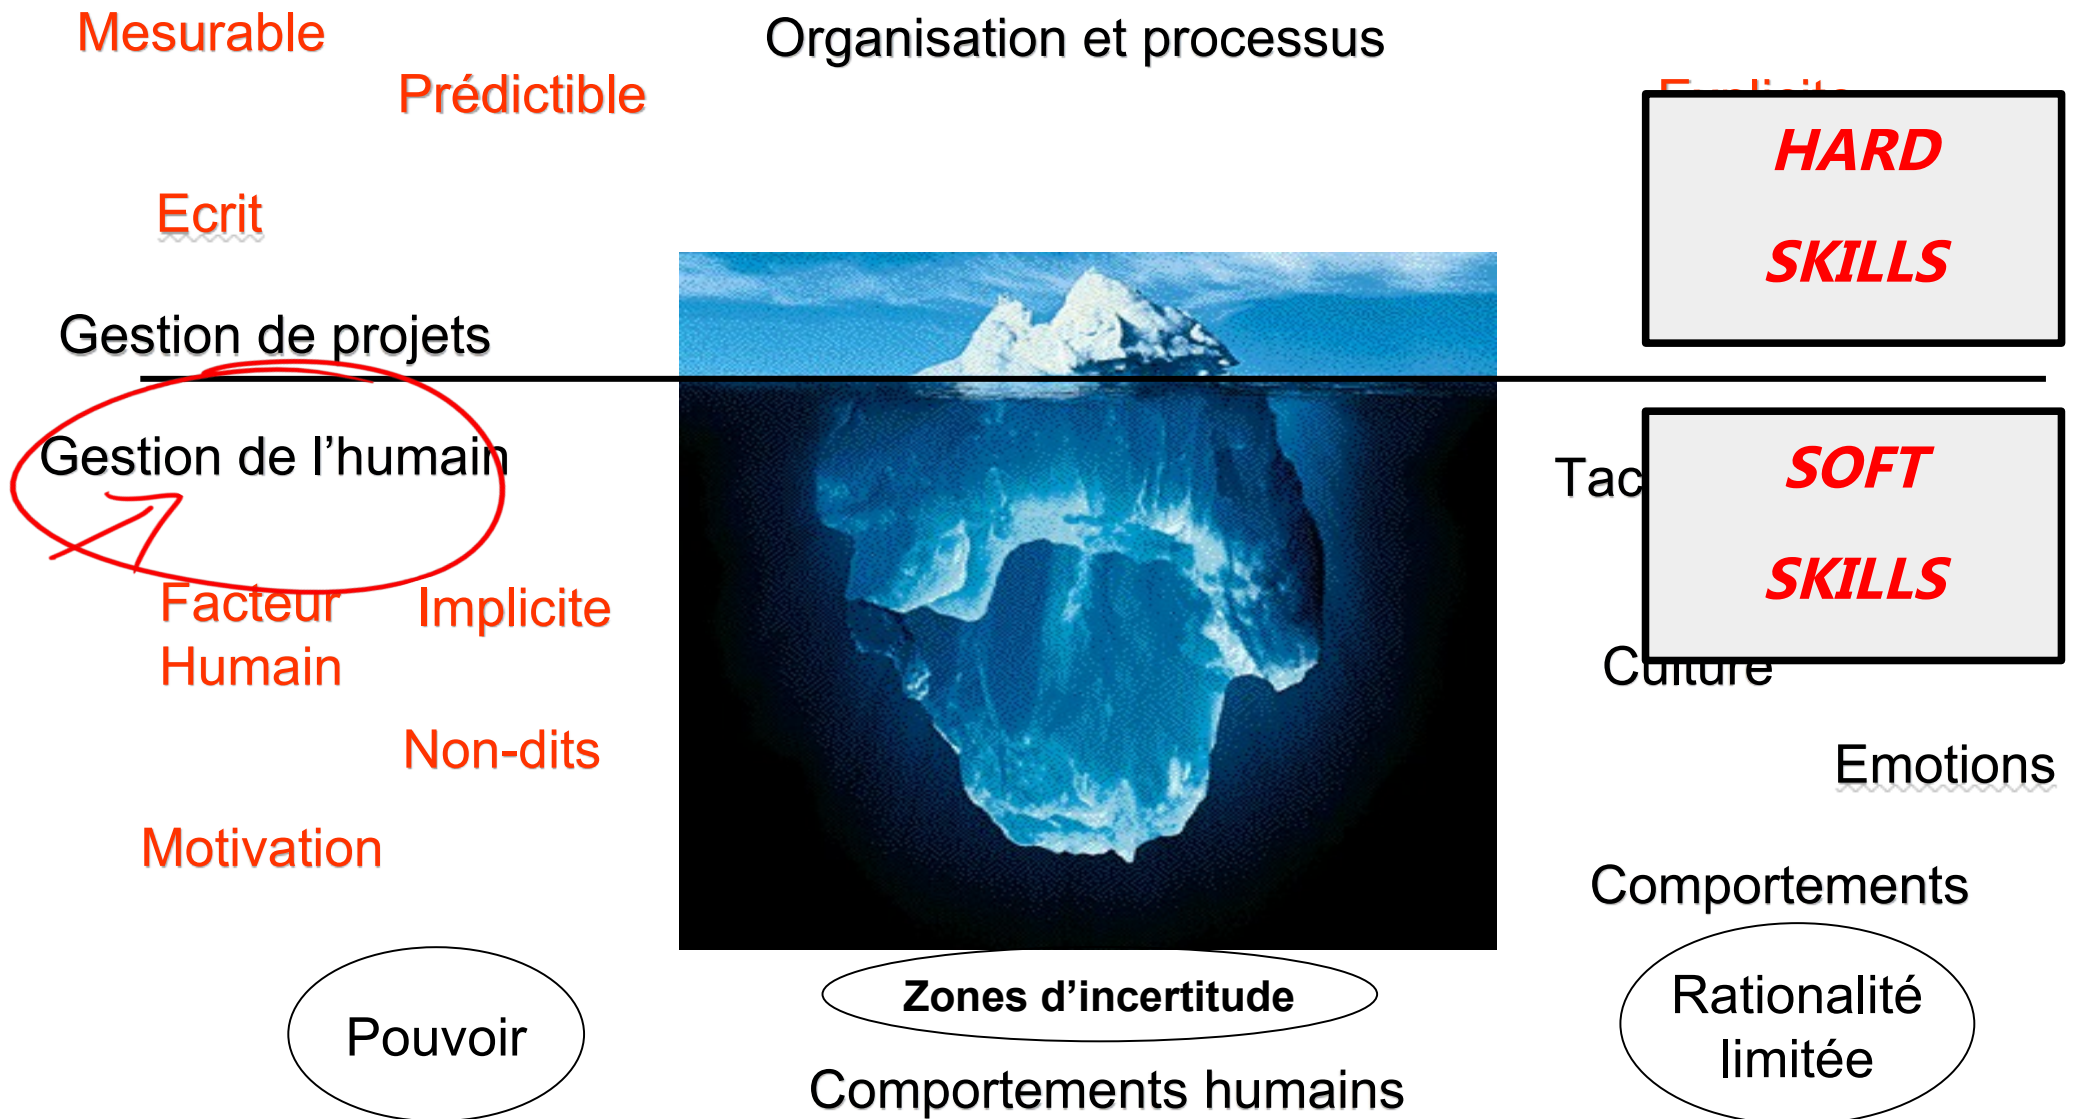 Mesurable
Organisation et processus
Prédictible
HARD
SKILLS
Ecrit
Gestion de projets
Gestion de l’humain
SOFT
SKILLS
Facteur
Humain
Implicite
Culture
Non-dits
Emotions
Motivation
Comportements
Pouvoir
Zones d’incertitude
Rationalité
limitée
Comportements humains